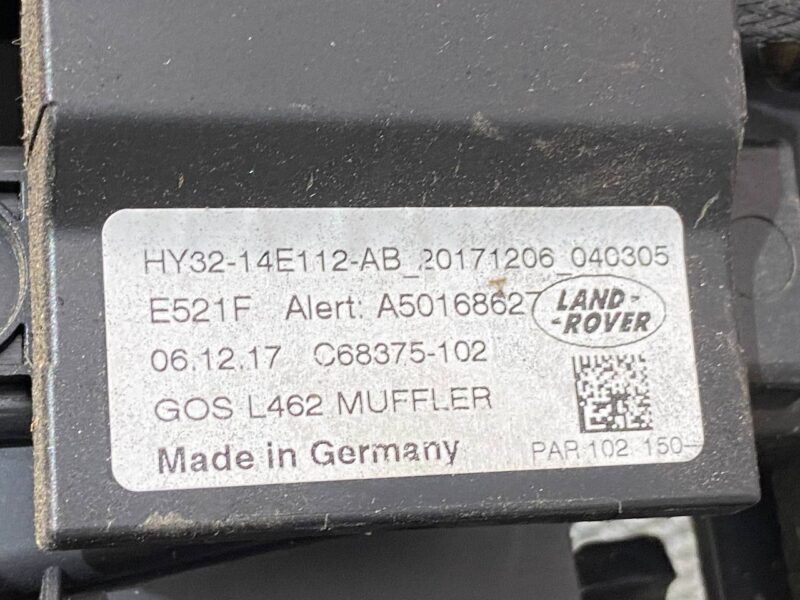 HY32-14E112-AB_20171206_040305
E521F Alert: A50168627
LAND-
-ROVER
06.12.17 C68375-102
GOS L462 MUFFLER
Made in Germany
PAR 102 150